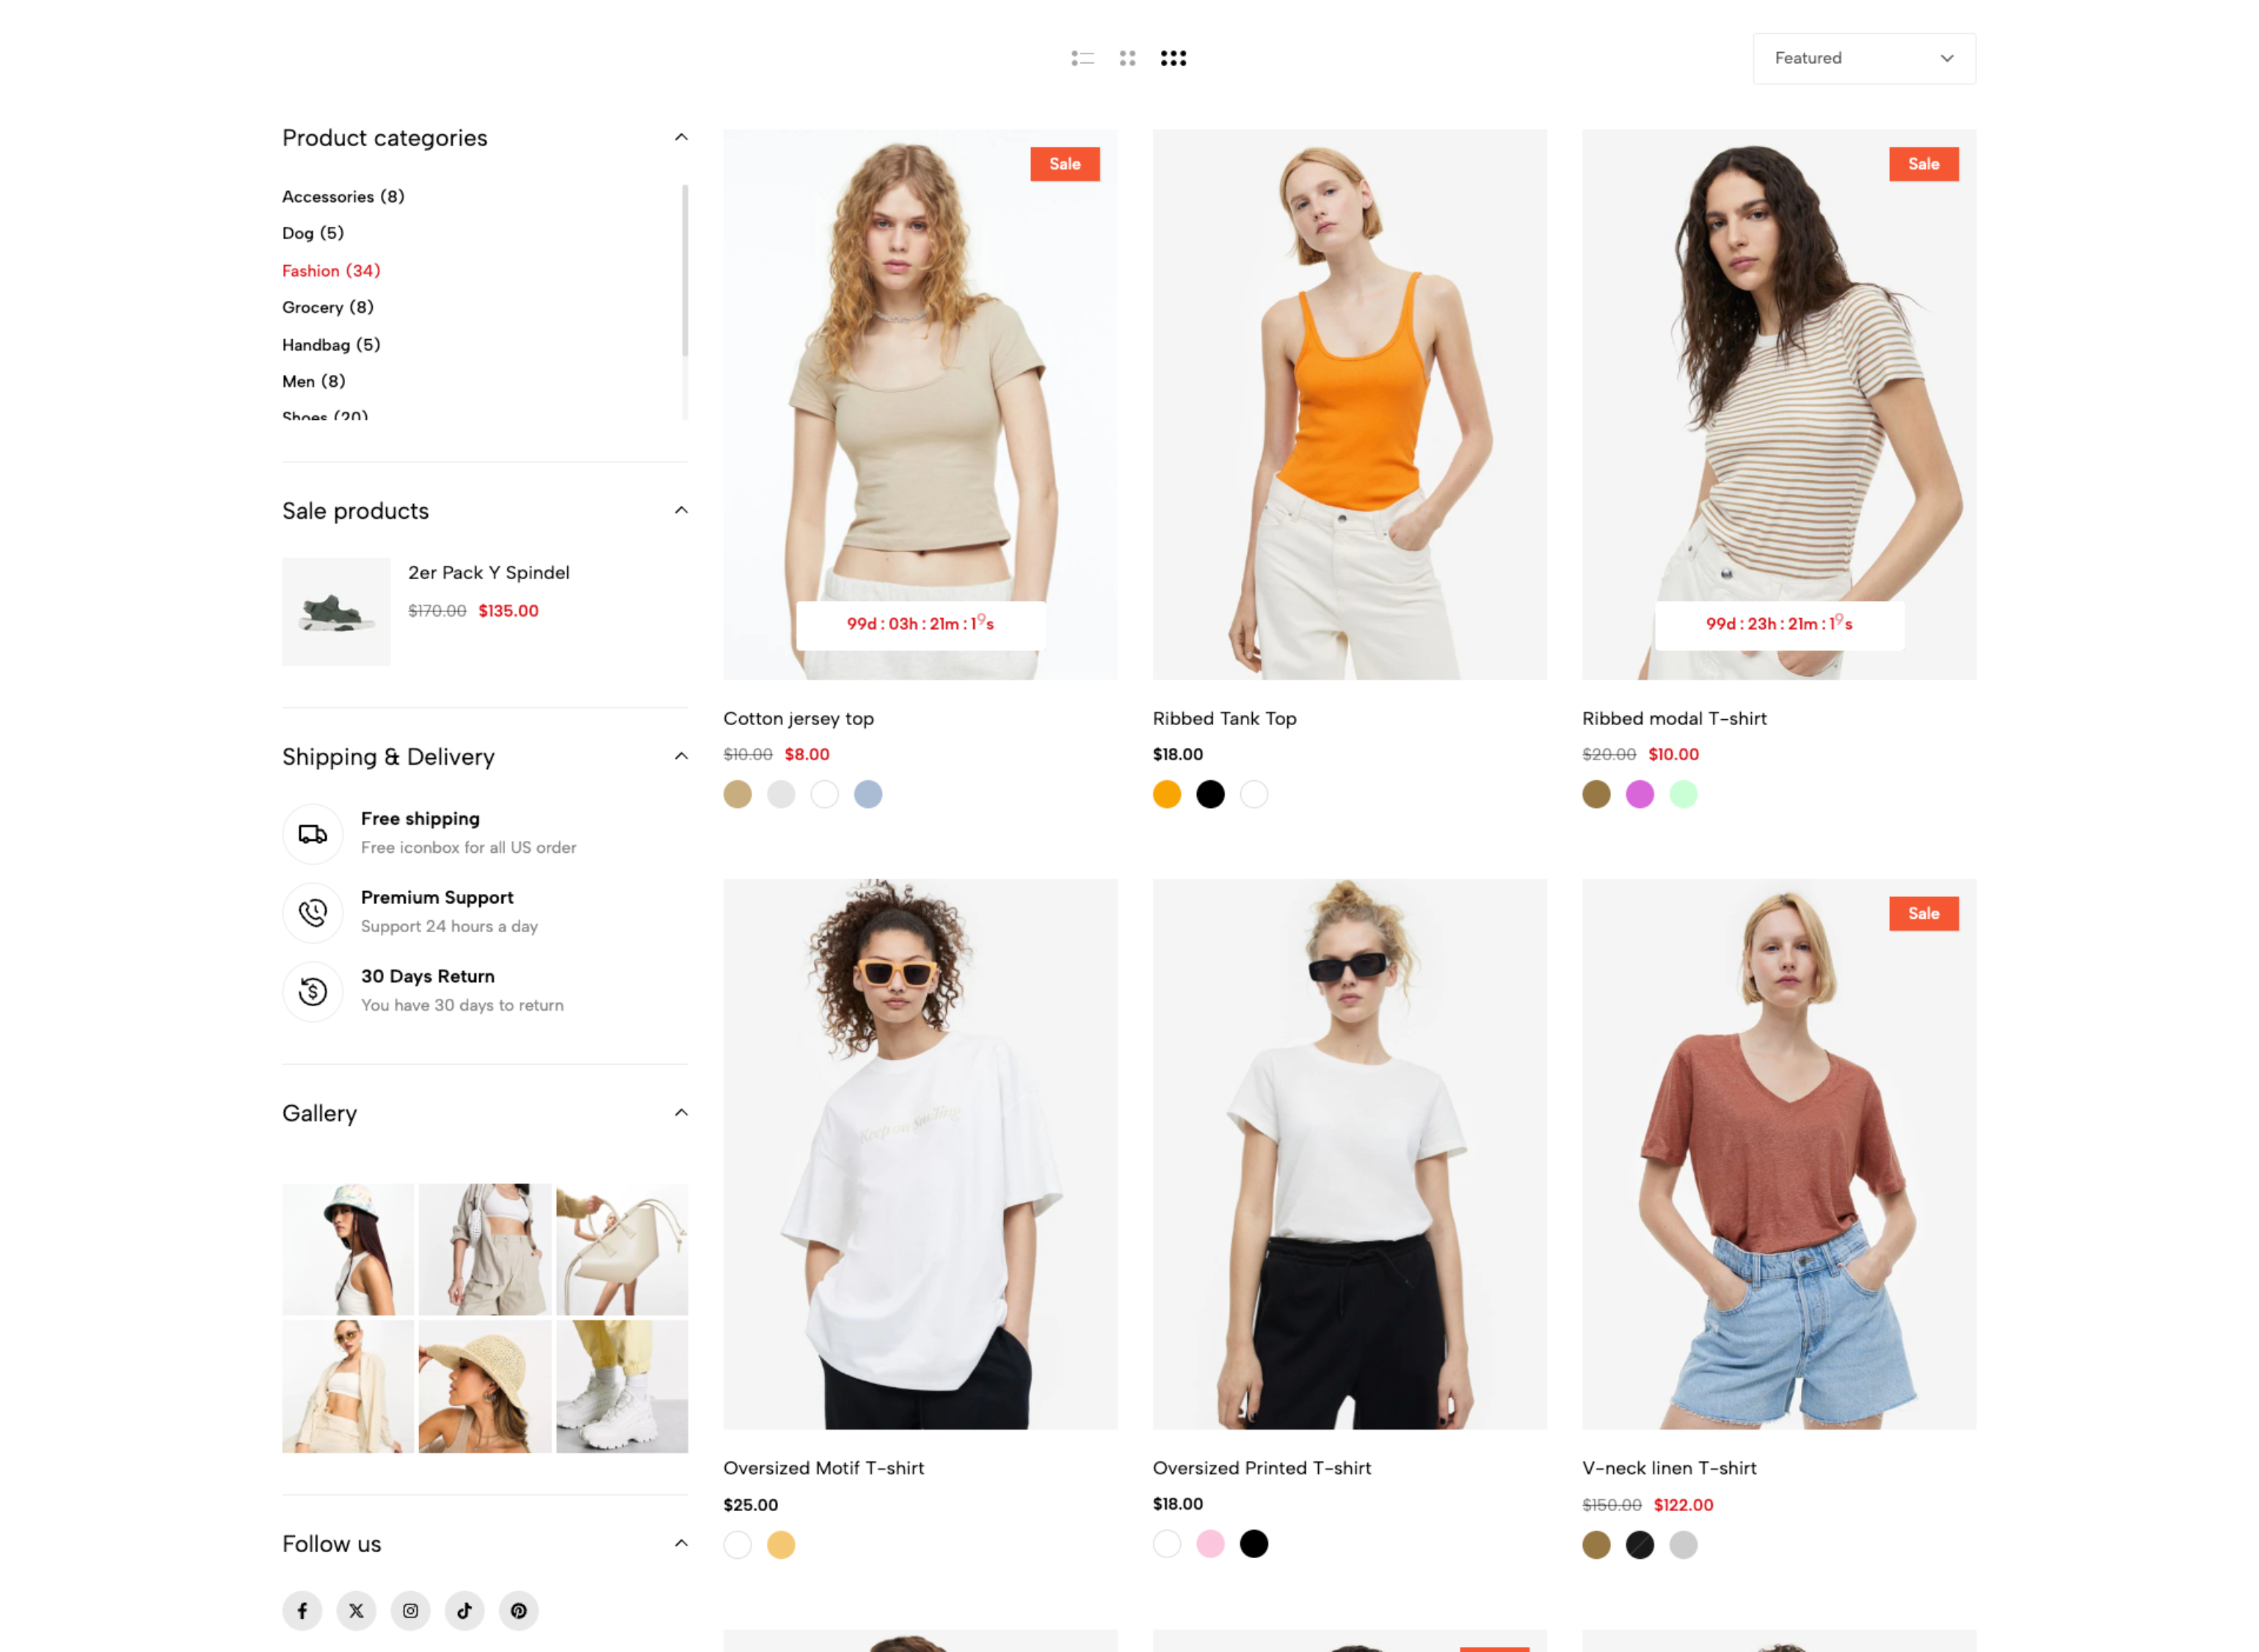 Featured
Product categories
Accessories (8)
Dog (5)
Fashion (34)
Grocery (8)
Handbag (5)
Men (8)
Shoes (20)
Sale products
2er Pack Y Spindel
$170.00 $135.00
Shipping & Delivery
Free shipping
Free iconbox for all US order
Premium Support
Support 24 hours a day
30 Days Return
You have 30 days to return
Gallery
Follow us
Sale
99d : 03h : 21m : 19s
Cotton jersey top
$10.00 $8.00
Ribbed Tank Top
$18.00
Sale
99d : 23h : 21m : 19s
Ribbed modal T-shirt
$20.00 $10.00
Keep on smiling
Oversized Motif T-shirt
$25.00
Oversized Printed T-shirt
$18.00
Sale
V-neck linen T-shirt
$150.00 $122.00